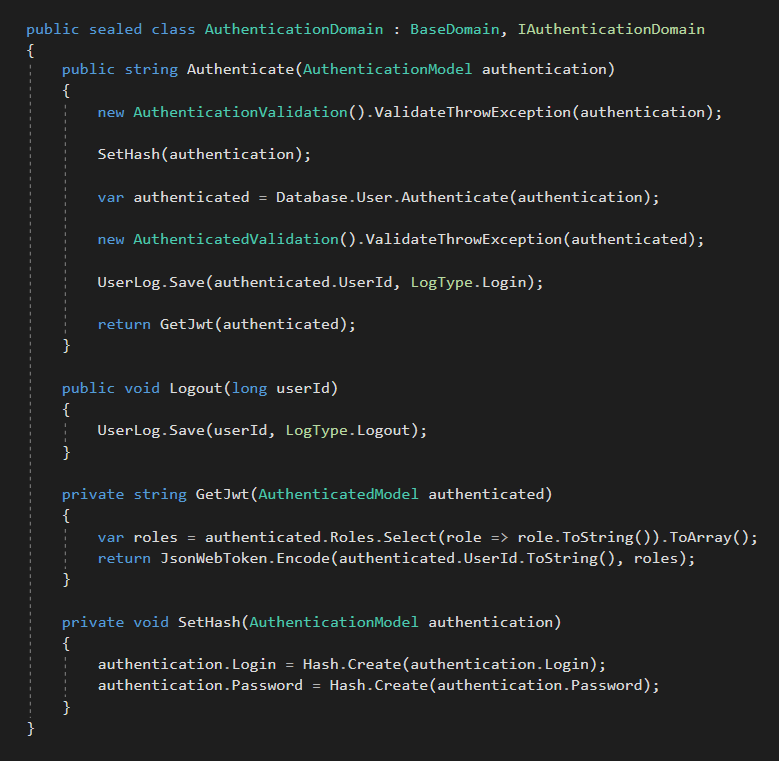 public sealed class AuthenticationDomain : BaseDomain, IAuthenticationDomain
{
    public string Authenticate(AuthenticationModel authentication)
    {
        new AuthenticationValidation().ValidateThrowException(authentication);

        SetHash(authentication);

        var authenticated = Database.User.Authenticate(authentication);

        new AuthenticatedValidation().ValidateThrowException(authenticated);

        UserLog.Save(authenticated.UserId, LogType.Login);

        return GetJwt(authenticated);
    }

    public void Logout(long userId)
    {
        UserLog.Save(userId, LogType.Logout);
    }

    private string GetJwt(AuthenticatedModel authenticated)
    {
        var roles = authenticated.Roles.Select(role => role.ToString()).ToArray();
        return JsonWebToken.Encode(authenticated.UserId.ToString(), roles);
    }

    private void SetHash(AuthenticationModel authentication)
    {
        authentication.Login = Hash.Create(authentication.Login);
        authentication.Password = Hash.Create(authentication.Password);
    }
}